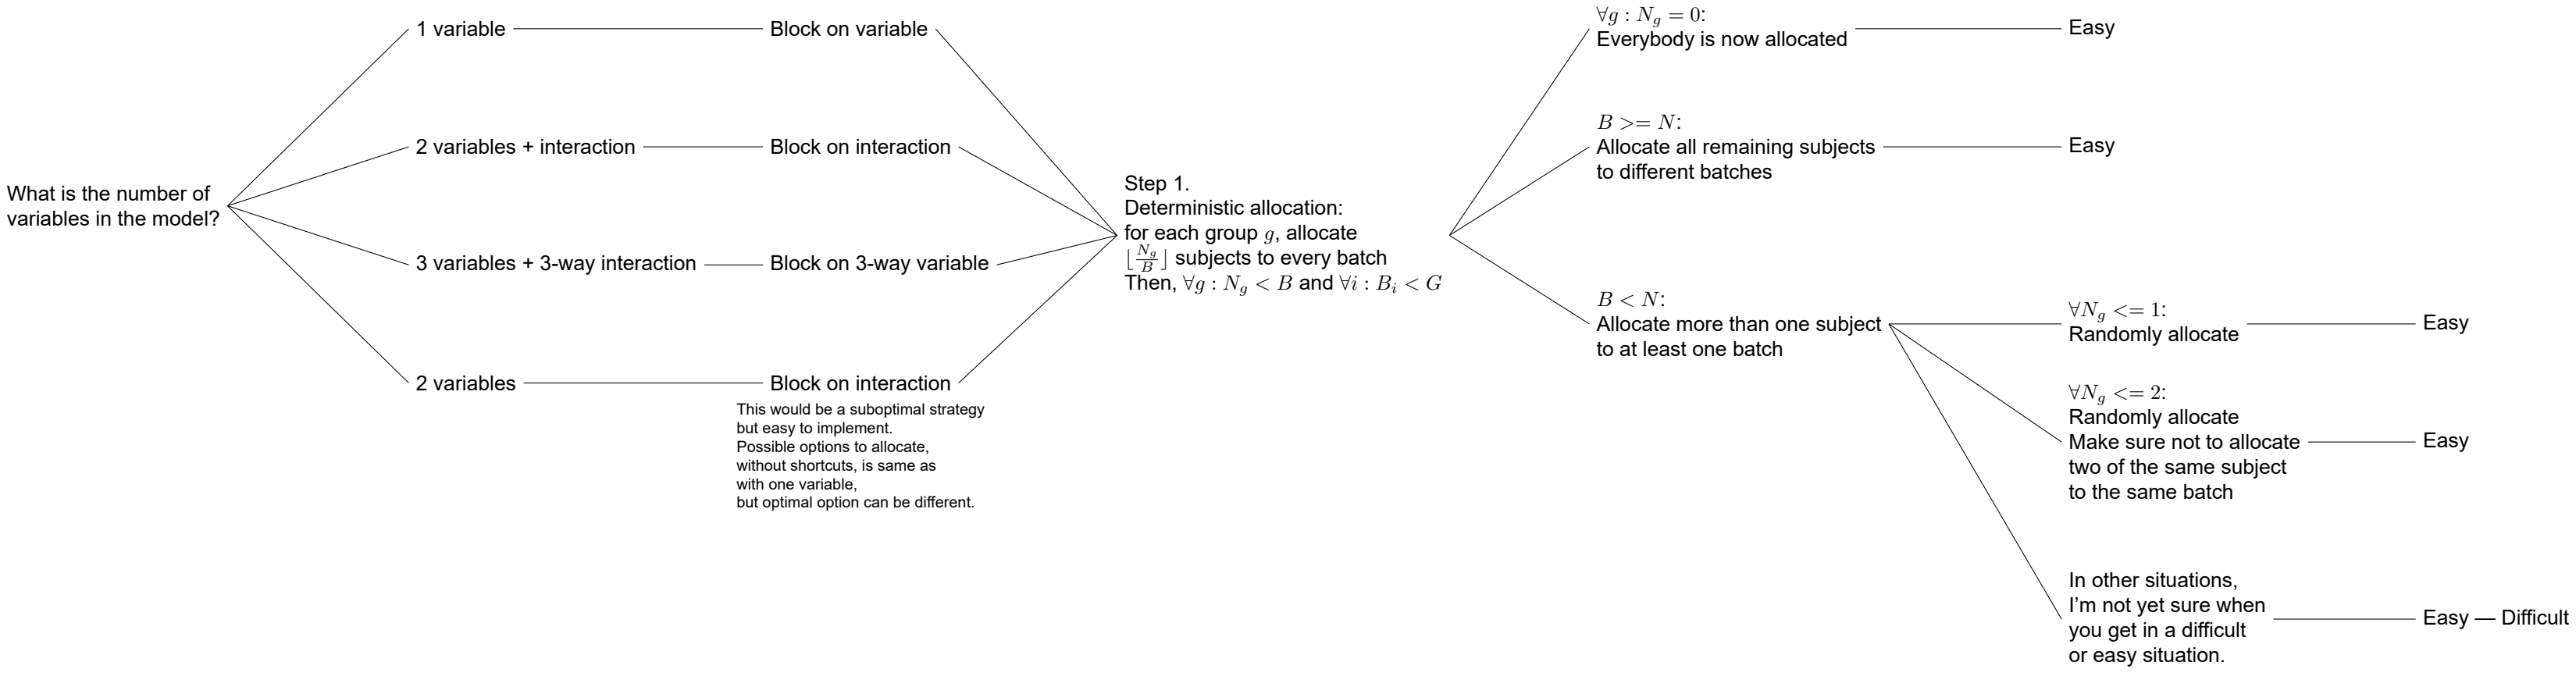 What is the number of
variables in the model?
1 variable
Block on variable
2 variables + interaction
Block on interaction
3 variables + 3-way interaction
Block on 3-way variable
2 variables
Block on interaction
This would be a suboptimal strategy
but easy to implement.
Possible options to allocate,
without shortcuts, is same as
with one variable,
but optimal option can be different.
Step 1.
Deterministic allocation:
for each group g, allocate
⌊N_g/B⌋ subjects to every batch
Then, ∀g : N_g < B and ∀i : B_i < G
∀g : N_g = 0:
Everybody is now allocated
Easy
B >= N:
Allocate all remaining subjects
to different batches
Easy
B < N:
Allocate more than one subject
to at least one batch
∀N_g <= 1:
Randomly allocate
Easy
∀N_g <= 2:
Randomly allocate
Make sure not to allocate
two of the same subject
to the same batch
Easy
In other situations,
I'm not yet sure when
you get in a difficult
or easy situation.
Easy — Difficult